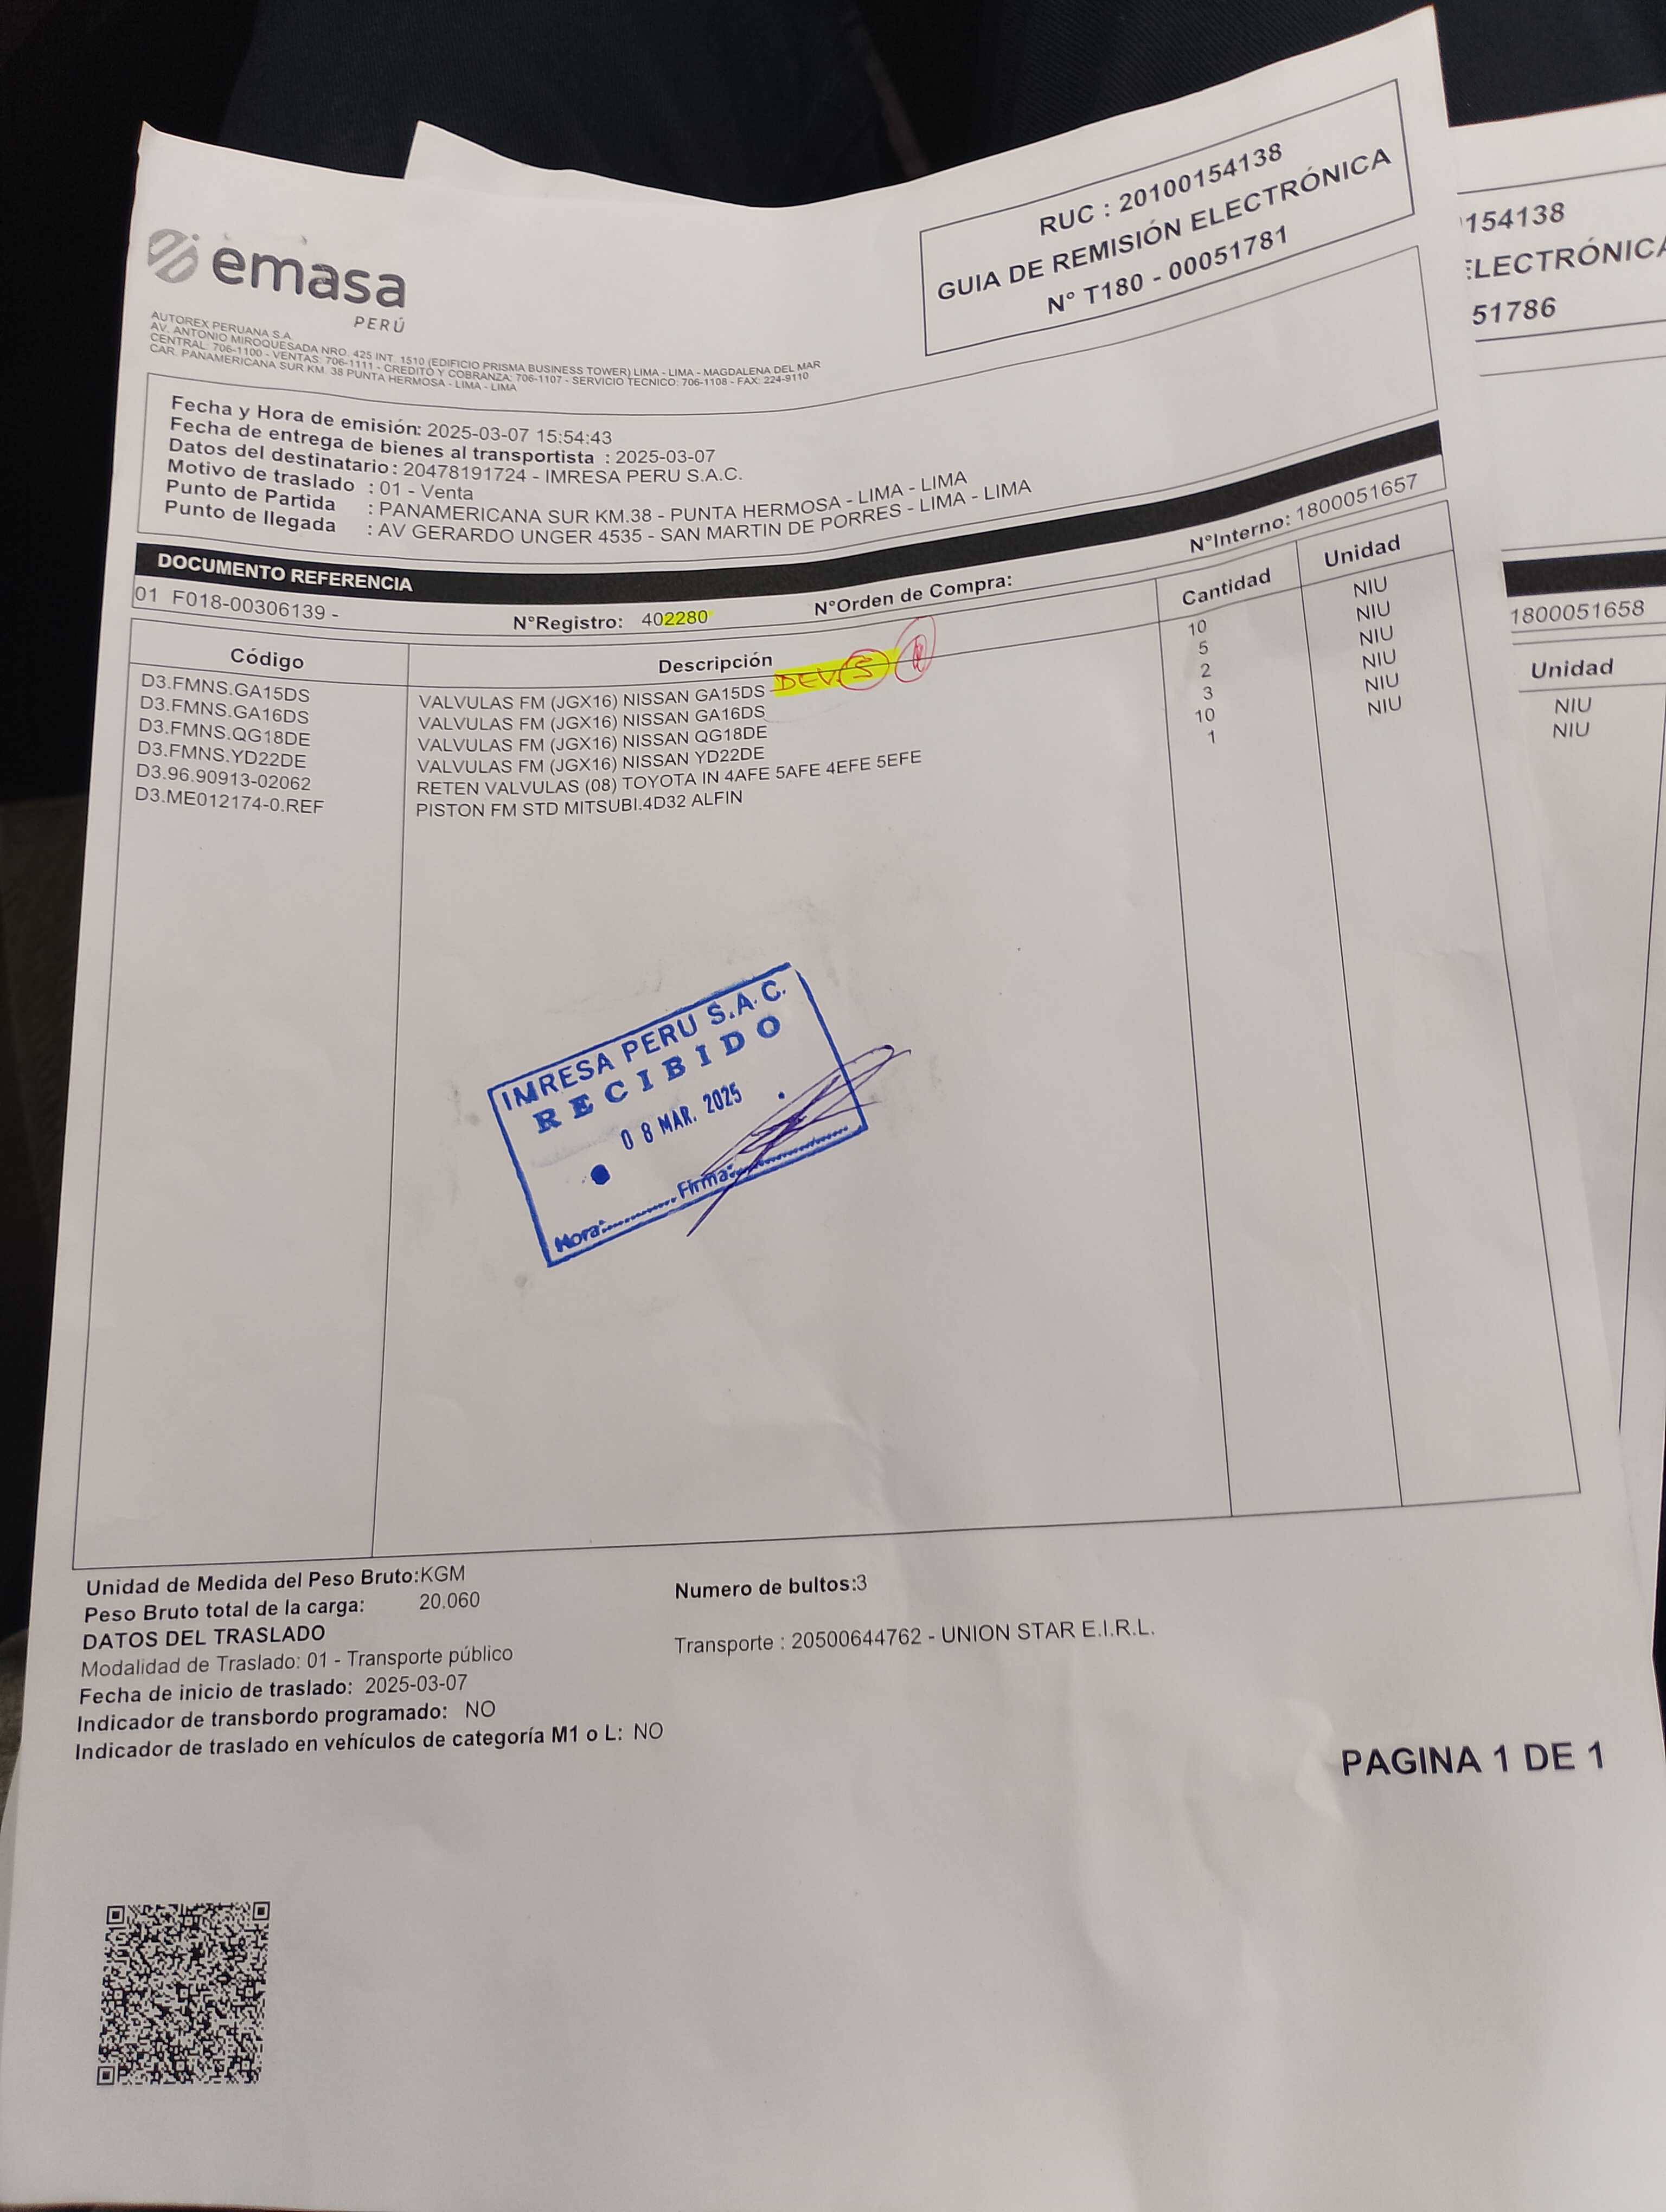 emasa
PERÚ
RUC : 20100154138
GUIA DE REMISIÓN ELECTRÓNICA
N° T180 - 00051781
AUTOREX PERUANA S.A.
AV. ANTONIO MIROQUESADA NRO. 425 INT. 1510 (EDIFICIO PRISMA BUSINESS TOWER) LIMA - LIMA - MAGDALENA DEL MAR
CENTRAL: 706-1100 - VENTAS: 706-1111 - CREDITO Y COBRANZA: 706-1107 - SERVICIO TECNICO: 706-1108 - FAX: 224-9110
CAR. PANAMERICANA SUR KM. 38 PUNTA HERMOSA - LIMA - LIMA
Fecha y Hora de emisión: 2025-03-07 15:54:43
Fecha de entrega de bienes al transportista : 2025-03-07
Datos del destinatario: 20478191724 - IMRESA PERU S.A.C.
Motivo de traslado : 01 - Venta
Punto de Partida : PANAMERICANA SUR KM.38 - PUNTA HERMOSA - LIMA - LIMA
Punto de llegada : AV GERARDO UNGER 4535 - SAN MARTIN DE PORRES - LIMA - LIMA
DOCUMENTO REFERENCIA
01 F018-00306139 - N°Registro: 402280 N°Orden de Compra: N°Interno: 1800051657
Código Descripción Cantidad Unidad
D3.FMNS.GA15DS VALVULAS FM (JGX16) NISSAN GA15DS DEV. 5 10 NIU
D3.FMNS.GA16DS VALVULAS FM (JGX16) NISSAN GA16DS 5 NIU
D3.FMNS.QG18DE VALVULAS FM (JGX16) NISSAN QG18DE 2 NIU
D3.FMNS.YD22DE VALVULAS FM (JGX16) NISSAN YD22DE 3 NIU
D3.96.90913-02062 RETEN VALVULAS (08) TOYOTA IN 4AFE 5AFE 4EFE 5EFE 10 NIU
D3.ME012174-0.REF PISTON FM STD MITSUBI.4D32 ALFIN 1 NIU
IMRESA PERU S.A.C.
RECIBIDO
08 MAR. 2025
Hora:............Firma:................
Unidad de Medida del Peso Bruto:KGM
Peso Bruto total de la carga: 20.060
Numero de bultos:3
DATOS DEL TRASLADO
Modalidad de Traslado: 01 - Transporte público
Transporte : 20500644762 - UNION STAR E.I.R.L.
Fecha de inicio de traslado: 2025-03-07
Indicador de transbordo programado: NO
Indicador de traslado en vehículos de categoría M1 o L: NO
PAGINA 1 DE 1
154138
ELECTRÓNICA
51786
1800051658
Unidad
NIU
NIU